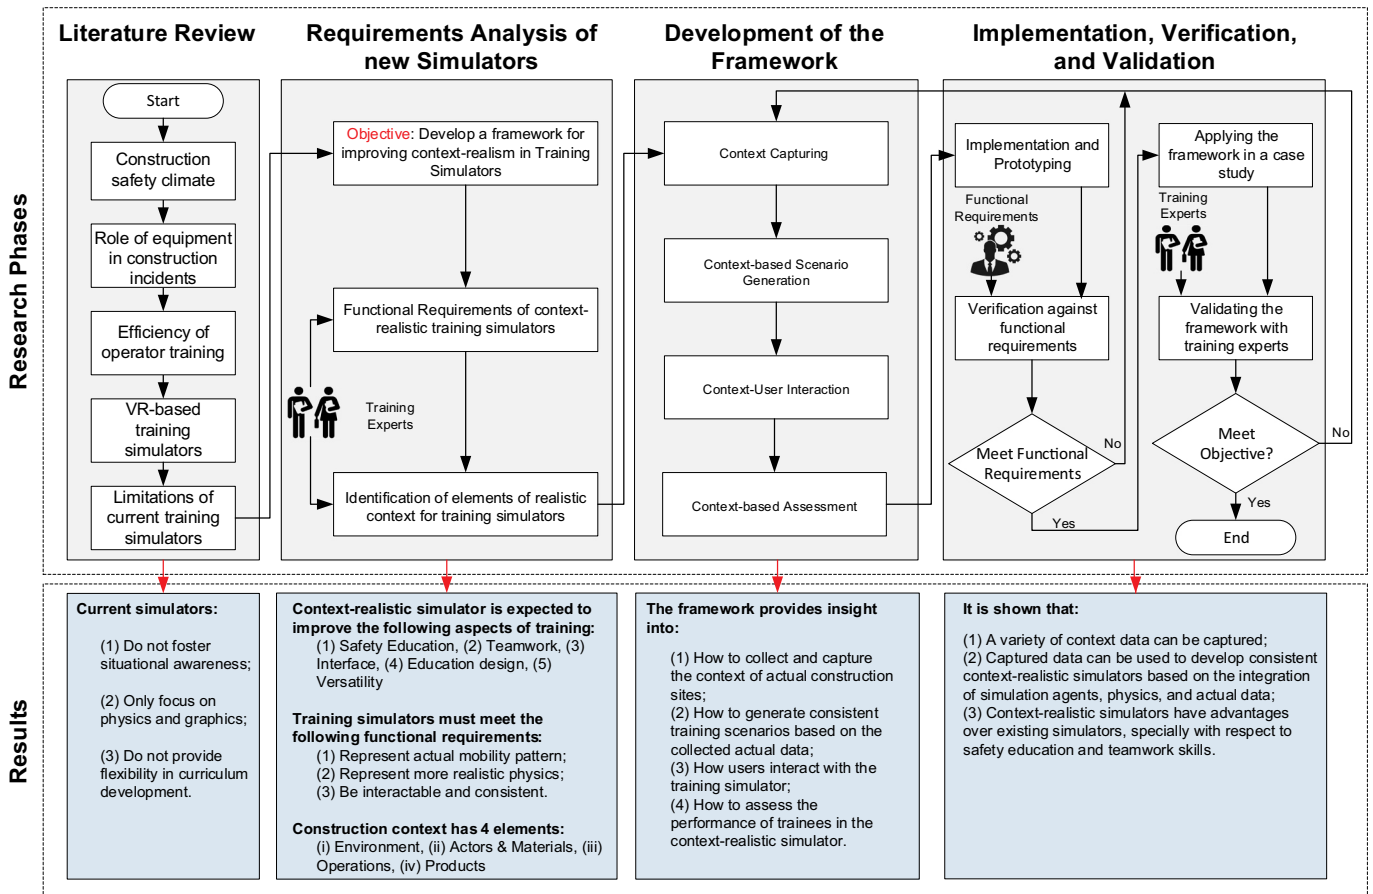 Research Phases
Literature Review
Start
Construction
safety climate
Role of equipment
in construction
incidents
Efficiency of
operator training
VR-based
training
simulators
Limitations of
current training
simulators
Requirements Analysis of
new Simulators
Objective: Develop a framework for
improving context-realism in Training
Simulators
Functional Requirements of context-
realistic training simulators
Training
Experts
Identification of elements of realistic
context for training simulators
Development of the
Framework
Context Capturing
Context-based Scenario
Generation
Context-User Interaction
Context-based Assessment
Implementation, Verification,
and Validation
Implementation and
Prototyping
Functional
Requirements
Verification against
functional
requirements
Meet Functional
Requirements
No
Yes
Applying the
framework in a case
study
Training
Experts
Validating the
framework with
training experts
Meet
Objective?
No
Yes
End
Results
Current simulators:
(1) Do not foster
situational awareness;
(2) Only focus on
physics and graphics;
(3) Do not provide
flexibility in curriculum
development.
Context-realistic simulator is expected to
improve the following aspects of training:
(1) Safety Education, (2) Teamwork, (3)
Interface, (4) Education design, (5)
Versatility
Training simulators must meet the
following functional requirements:
(1) Represent actual mobility pattern;
(2) Represent more realistic physics;
(3) Be interactable and consistent.
Construction context has 4 elements:
(i) Environment, (ii) Actors & Materials, (iii)
Operations, (iv) Products
The framework provides insight
into:
(1) How to collect and capture
the context of actual construction
sites;
(2) How to generate consistent
training scenarios based on the
collected actual data;
(3) How users interact with the
training simulator;
(4) How to assess the
performance of trainees in the
context-realistic simulator.
It is shown that:
(1) A variety of context data can be captured;
(2) Captured data can be used to develop consistent
context-realistic simulators based on the integration
of simulation agents, physics, and actual data;
(3) Context-realistic simulators have advantages
over existing simulators, specially with respect to
safety education and teamwork skills.